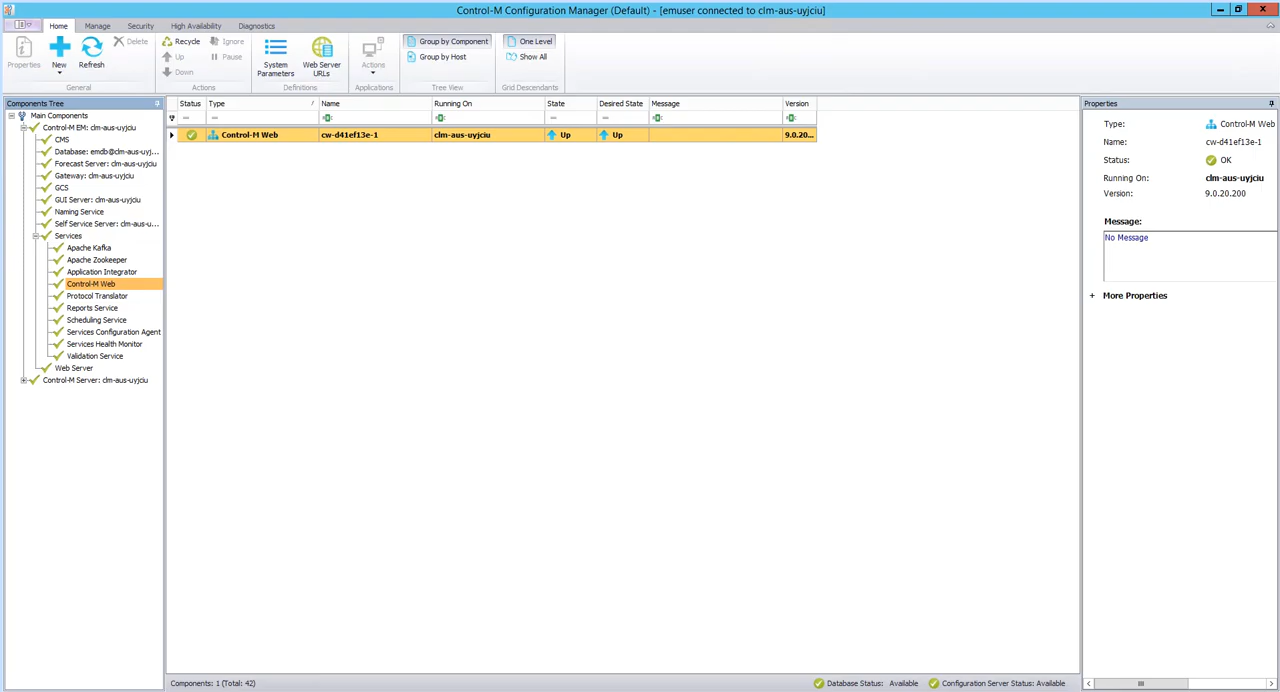 Control-M Configuration Manager (Default) - [emuser connected to clm-aus-uyjciu]
Home Manage Security High Availability Diagnostics
Properties New Refresh Delete
General
Recycle Ignore
Up Pause
Down
Actions
System Parameters
Web Server URLs
Definitions
Actions
Applications
Group by Component
Group by Host
Tree View
One Level
Show All
Grid Descendants
Components Tree
Main Components
Control-M EM: clm-aus-uyjciu
CMS
Database: emdb@clm-aus-uyj...
Forecast Server: clm-aus-uyjciu
Gateway: clm-aus-uyjciu
GCS
GUI Server: clm-aus-uyjciu
Naming Service
Self Service Server: clm-aus-u...
Services
Apache Kafka
Apache Zookeeper
Application Integrator
Control-M Web
Protocol Translator
Reports Service
Scheduling Service
Services Configuration Agent
Services Health Monitor
Validation Service
Web Server
Control-M Server: clm-aus-uyjciu
Status Type Name Running On State Desired State Message Version
Control-M Web cw-d41ef13e-1 clm-aus-uyjciu Up Up 9.0.20...
Components: 1 (Total: 42)
Database Status: Available Configuration Server Status: Available
Properties
Type: Control-M Web
Name: cw-d41ef13e-1
Status: OK
Running On: clm-aus-uyjciu
Version: 9.0.20.200
Message:
No Message
+ More Properties